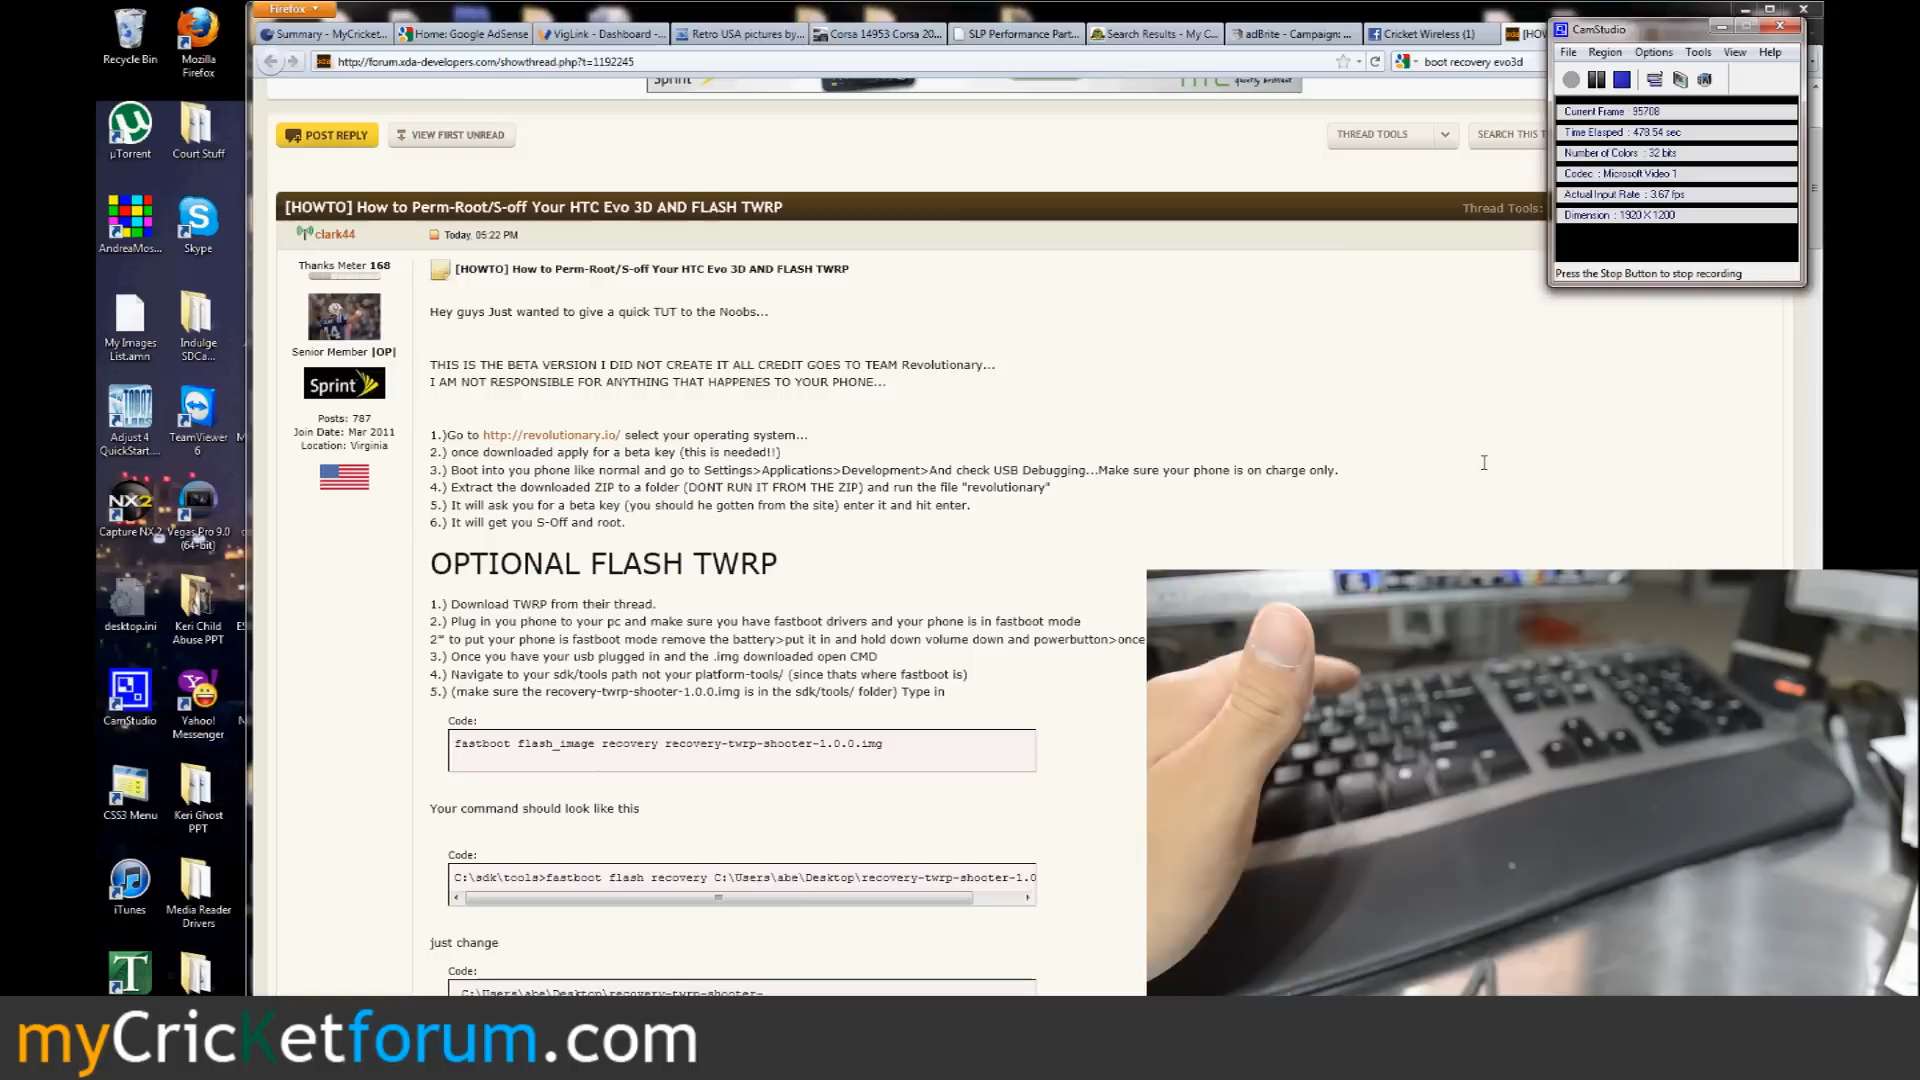 Firefox
Summary - MyCricket...
Home: Google AdSense
VigLink - Dashboard -...
Retro USA pictures by...
Corsa 14953 Corsa 20...
SLP Performance Part...
Search Results - My C...
adBrite - Campaign: ...
Cricket Wireless (1)
[HOW
http://forum.xda-developers.com/showthread.php?t=1192245
boot recovery evo3d
CamStudio
File Region Options Tools View Help
Current Frame : 95708
Time Elasped : 478.54 sec
Number of Colors : 32 bits
Codec : Microsoft Video 1
Actual Input Rate : 3.67 fps
Dimension : 1920 X 1200
Press the Stop Button to stop recording
Recycle Bin
Mozilla Firefox
µTorrent
Court Stuff
AndreaMos...
Skype
My Images List.amn
Indulge SDCa...
Adjust 4 QuickStart....
TeamViewer 6
Capture NX 2
Vegas Pro 9.0 (64-bit)
desktop.ini
Keri Child Abuse PPT
CamStudio
Yahoo! Messenger
CSS3 Menu
Keri Ghost PPT
iTunes
Media Reader Drivers
Sprint
quietly brilliant
POST REPLY
VIEW FIRST UNREAD
THREAD TOOLS
SEARCH THIS T
[HOWTO] How to Perm-Root/S-off Your HTC Evo 3D AND FLASH TWRP
Thread Tools:
clark44
Today, 05:22 PM
Thanks Meter 168
Senior Member |OP|
Sprint
Posts: 787
Join Date: Mar 2011
Location: Virginia
[HOWTO] How to Perm-Root/S-off Your HTC Evo 3D AND FLASH TWRP
Hey guys Just wanted to give a quick TUT to the Noobs...
THIS IS THE BETA VERSION I DID NOT CREATE IT ALL CREDIT GOES TO TEAM Revolutionary...
I AM NOT RESPONSIBLE FOR ANYTHING THAT HAPPENES TO YOUR PHONE...
1.)Go to http://revolutionary.io/ select your operating system...
2.) once downloaded apply for a beta key (this is needed!!)
3.) Boot into you phone like normal and go to Settings>Applications>Development>And check USB Debugging...Make sure your phone is on charge only.
4.) Extract the downloaded ZIP to a folder (DONT RUN IT FROM THE ZIP) and run the file "revolutionary"
5.) It will ask you for a beta key (you should he gotten from the site) enter it and hit enter.
6.) It will get you S-Off and root.
OPTIONAL FLASH TWRP
1.) Download TWRP from their thread.
2.) Plug in you phone to your pc and make sure you have fastboot drivers and your phone is in fastboot mode
2* to put your phone is fastboot mode remove the battery>put it in and hold down volume down and powerbutton>once
3.) Once you have your usb plugged in and the .img downloaded open CMD
4.) Navigate to your sdk/tools path not your platform-tools/ (since thats where fastboot is)
5.) (make sure the recovery-twrp-shooter-1.0.0.img is in the sdk/tools/ folder) Type in
Code:
fastboot flash_image recovery recovery-twrp-shooter-1.0.0.img
Your command should look like this
Code:
C:\sdk\tools>fastboot flash recovery C:\Users\abe\Desktop\recovery-twrp-shooter-1.0
just change
Code:
C:\Users\abe\Desktop\recovery-twrp-shooter-
myCricKetforum.com